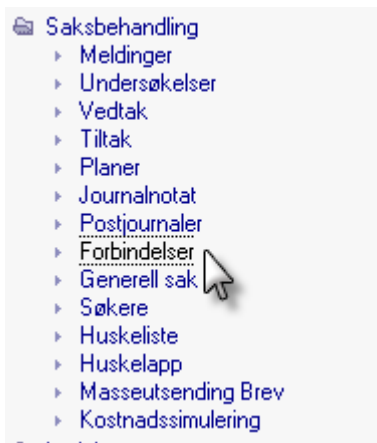 Saksbehandling
Meldinger
Undersøkelser
Vedtak
Tiltak
Planer
Journalnotat
Postjournaler
Forbindelser
Generell sak
Søkere
Huskeliste
Huskelapp
Masseutsending Brev
Kostnadssimulering